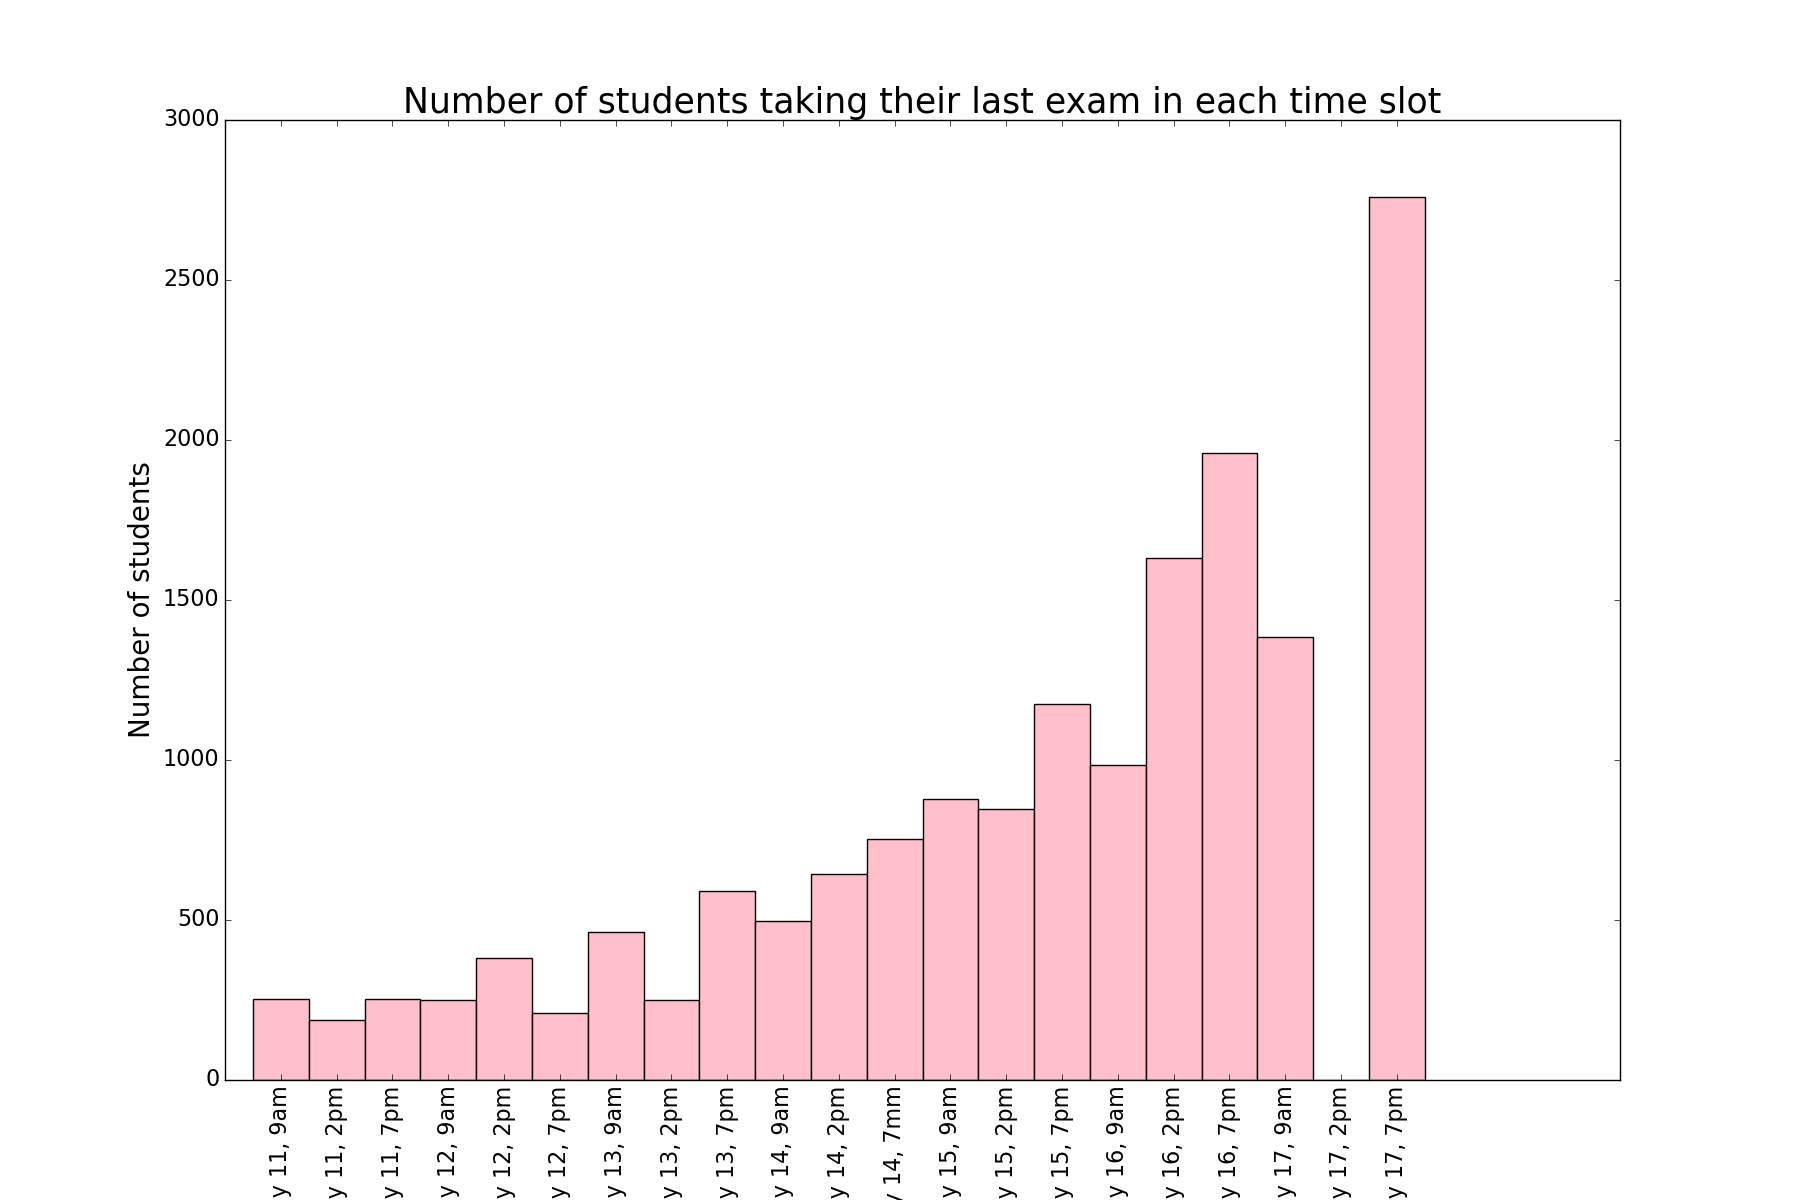 Number of students taking their last exam in each time slot
Number of students
3000
2500
2000
1500
1000
500
0
y 11, 9am
y 11, 2pm
y 11, 7pm
y 12, 9am
y 12, 2pm
y 12, 7pm
y 13, 9am
y 13, 2pm
y 13, 7pm
y 14, 9am
y 14, 2pm
y 14, 7mm
y 15, 9am
y 15, 2pm
y 15, 7pm
y 16, 9am
y 16, 2pm
y 16, 7pm
y 17, 9am
y 17, 2pm
y 17, 7pm